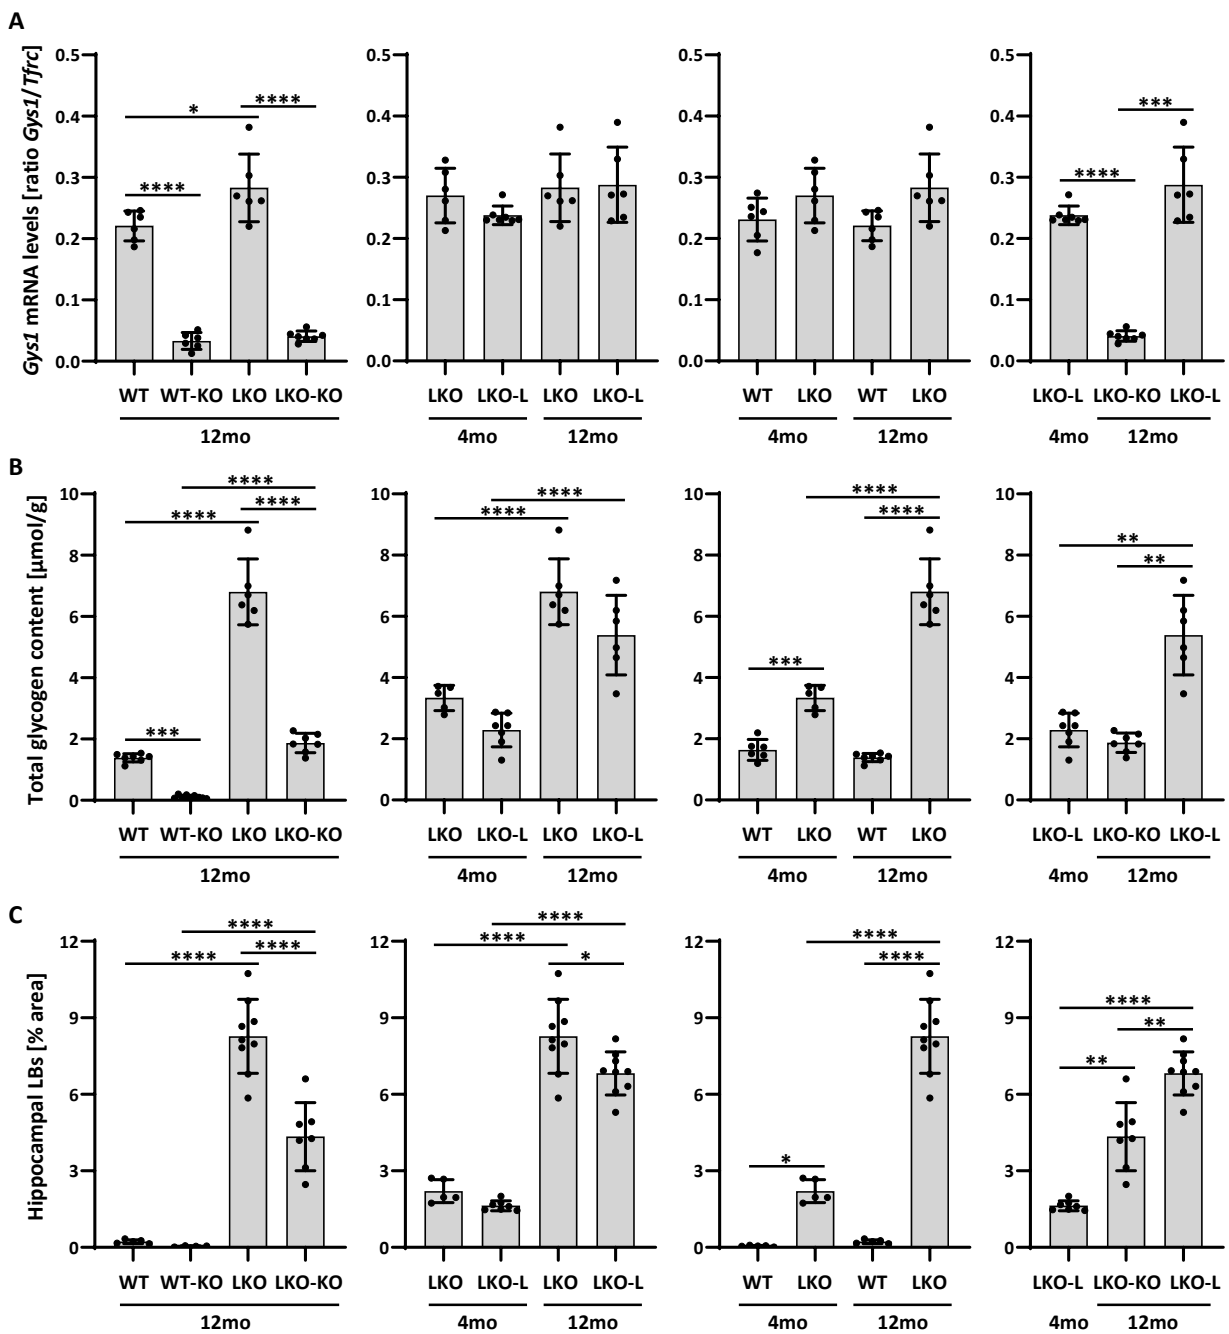 A
Gys1 mRNA levels [ratio Gys1/Tfrc]
0.5 0.5 0.5 0.5
0.4 0.4 0.4 0.4
0.3 0.3 0.3 0.3
0.2 0.2 0.2 0.2
0.1 0.1 0.1 0.1
0.0 0.0 0.0 0.0
* **** ***
**** ****
WT WT-KO LKO LKO-KO LKO LKO-L LKO LKO-L WT LKO WT LKO LKO-L LKO-KO LKO-L
12mo 4mo 12mo 4mo 12mo 4mo 12mo
B
Total glycogen content [µmol/g]
**** **** **** ***
**** **** **** ****
*** ** **
10 10 10 10
8 8 8 8
6 6 6 6
4 4 4 4
2 2 2 2
0 0 0 0
WT WT-KO LKO LKO-KO LKO LKO-L LKO LKO-L WT LKO WT LKO LKO-L LKO-KO LKO-L
12mo 4mo 12mo 4mo 12mo 4mo 12mo
C
Hippocampal LBs [% area]
**** **** **** ****
**** **** * ****
* **** ** **
12 12 12 12
9 9 9 9
6 6 6 6
3 3 3 3
0 0 0 0
WT WT-KO LKO LKO-KO LKO LKO-L LKO LKO-L WT LKO WT LKO LKO-L LKO-KO LKO-L
12mo 4mo 12mo 4mo 12mo 4mo 12mo